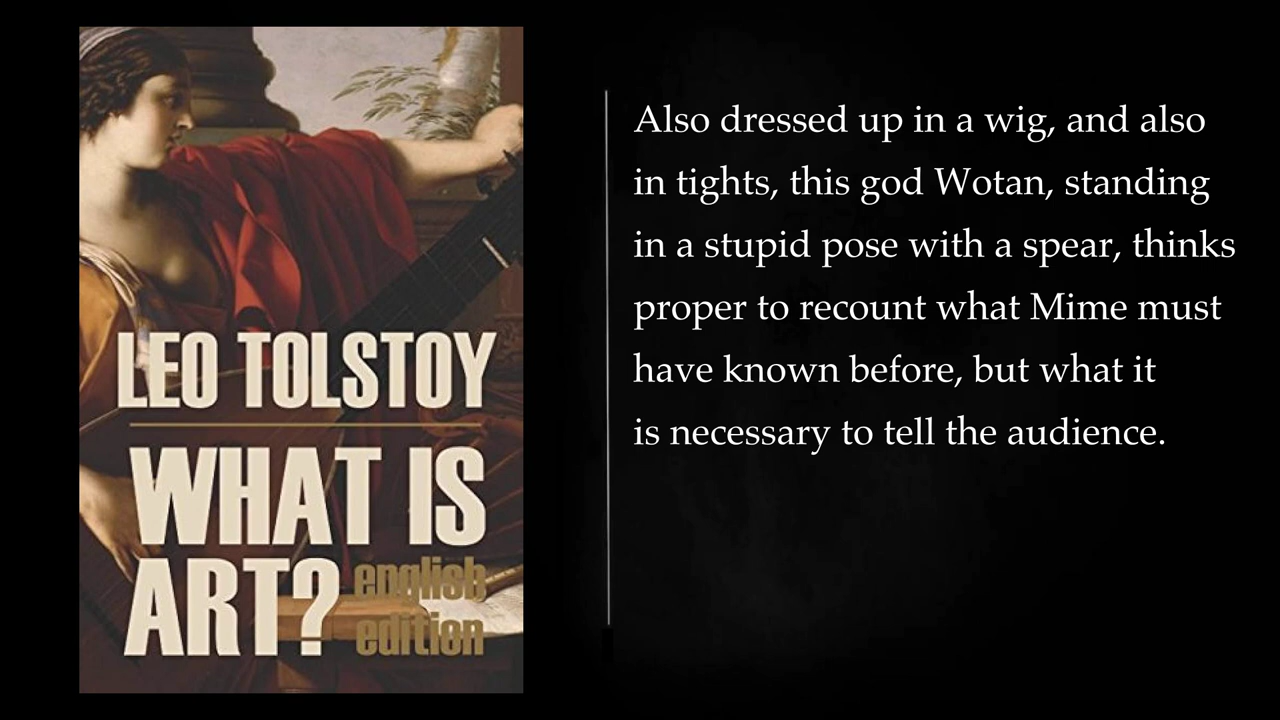 LEO TOLSTOY
WHAT IS
ART? english
edition
Also dressed up in a wig, and also
in tights, this god Wotan, standing
in a stupid pose with a spear, thinks
proper to recount what Mime must
have known before, but what it
is necessary to tell the audience.